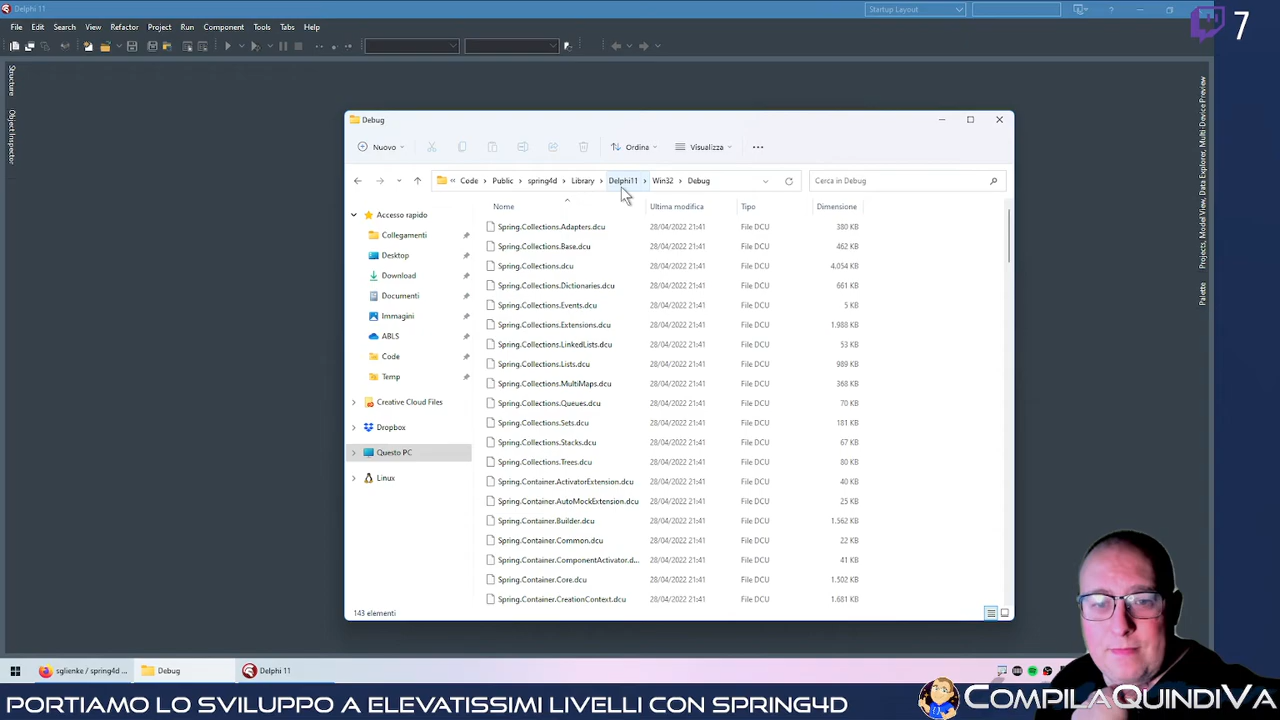 Delphi 11
Startup Layout
7
File Edit Search View Refactor Project Run Component Tools Tabs Help
Structure
Object Inspector
Projects, Model View, Data Explorer, Multi-Device Preview
Palette
Debug
Nuovo Ordina Visualizza
« Code > Public > spring4d > Library > Delphi11 > Win32 > Debug
Cerca in Debug
Nome Ultima modifica Tipo Dimensione
Accesso rapido
Collegamenti
Desktop
Download
Documenti
Immagini
ABLS
Code
Temp
Creative Cloud Files
Dropbox
Questo PC
Linux
Spring.Collections.Adapters.dcu 28/04/2022 21:41 File DCU 380 KB
Spring.Collections.Base.dcu 28/04/2022 21:41 File DCU 462 KB
Spring.Collections.dcu 28/04/2022 21:41 File DCU 4.054 KB
Spring.Collections.Dictionaries.dcu 28/04/2022 21:41 File DCU 661 KB
Spring.Collections.Events.dcu 28/04/2022 21:41 File DCU 5 KB
Spring.Collections.Extensions.dcu 28/04/2022 21:41 File DCU 1.988 KB
Spring.Collections.LinkedLists.dcu 28/04/2022 21:41 File DCU 53 KB
Spring.Collections.Lists.dcu 28/04/2022 21:41 File DCU 989 KB
Spring.Collections.MultiMaps.dcu 28/04/2022 21:41 File DCU 368 KB
Spring.Collections.Queues.dcu 28/04/2022 21:41 File DCU 70 KB
Spring.Collections.Sets.dcu 28/04/2022 21:41 File DCU 181 KB
Spring.Collections.Stacks.dcu 28/04/2022 21:41 File DCU 67 KB
Spring.Collections.Trees.dcu 28/04/2022 21:41 File DCU 80 KB
Spring.Container.ActivatorExtension.dcu 28/04/2022 21:41 File DCU 40 KB
Spring.Container.AutoMockExtension.dcu 28/04/2022 21:41 File DCU 25 KB
Spring.Container.Builder.dcu 28/04/2022 21:41 File DCU 1.562 KB
Spring.Container.Common.dcu 28/04/2022 21:41 File DCU 22 KB
Spring.Container.ComponentActivator.d... 28/04/2022 21:41 File DCU 41 KB
Spring.Container.Core.dcu 28/04/2022 21:41 File DCU 1.502 KB
Spring.Container.CreationContext.dcu 28/04/2022 21:41 File DCU 1.681 KB
143 elementi
sglienke / spring4d ... Debug Delphi 11
PORTIAMO LO SVILUPPO A ELEVATISSIMI LIVELLI CON SPRING4D
COMPILAQUINDIVA